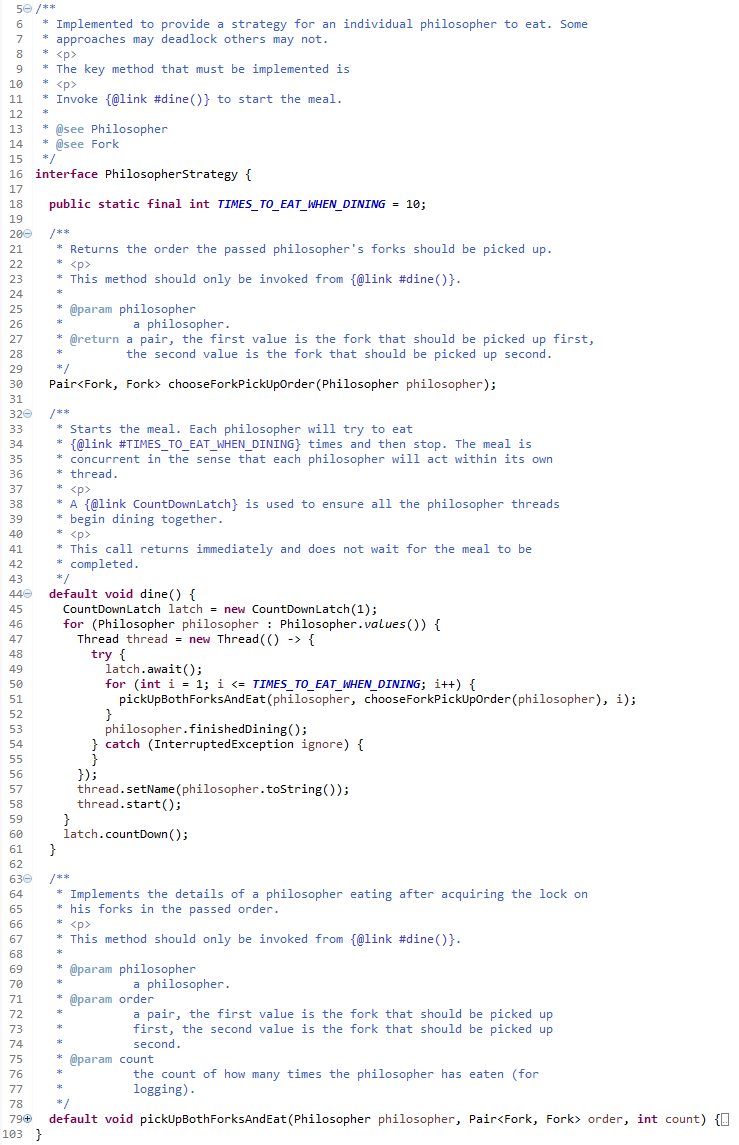 5 /**
6  * Implemented to provide a strategy for an individual philosopher to eat. Some
7  * approaches may deadlock others may not.
8  * <p>
9  * The key method that must be implemented is
10  * <p>
11  * Invoke {@link #dine()} to start the meal.
12  *
13  * @see Philosopher
14  * @see Fork
15  */
16 interface PhilosopherStrategy {
17
18   public static final int TIMES_TO_EAT_WHEN_DINING = 10;
19
20   /**
21    * Returns the order the passed philosopher's forks should be picked up.
22    * <p>
23    * This method should only be invoked from {@link #dine()}.
24    *
25    * @param philosopher
26    *          a philosopher.
27    * @return a pair, the first value is the fork that should be picked up first,
28    *         the second value is the fork that should be picked up second.
29    */
30   Pair<Fork, Fork> chooseForkPickUpOrder(Philosopher philosopher);
31
32   /**
33    * Starts the meal. Each philosopher will try to eat
34    * {@link #TIMES_TO_EAT_WHEN_DINING} times and then stop. The meal is
35    * concurrent in the sense that each philosopher will act within its own
36    * thread.
37    * <p>
38    * A {@link CountDownLatch} is used to ensure all the philosopher threads
39    * begin dining together.
40    * <p>
41    * This call returns immediately and does not wait for the meal to be
42    * completed.
43    */
44   default void dine() {
45     CountDownLatch latch = new CountDownLatch(1);
46     for (Philosopher philosopher : Philosopher.values()) {
47       Thread thread = new Thread(() -> {
48         try {
49           latch.await();
50           for (int i = 1; i <= TIMES_TO_EAT_WHEN_DINING; i++) {
51             pickUpBothForksAndEat(philosopher, chooseForkPickUpOrder(philosopher), i);
52           }
53           philosopher.finishedDining();
54         } catch (InterruptedException ignore) {
55         }
56       });
57       thread.setName(philosopher.toString());
58       thread.start();
59     }
60     latch.countDown();
61   }
62
63   /**
64    * Implements the details of a philosopher eating after acquiring the lock on
65    * his forks in the passed order.
66    * <p>
67    * This method should only be invoked from {@link #dine()}.
68    *
69    * @param philosopher
70    *          a philosopher.
71    * @param order
72    *          a pair, the first value is the fork that should be picked up
73    *          first, the second value is the fork that should be picked up
74    *          second.
75    * @param count
76    *          the count of how many times the philosopher has eaten (for
77    *          logging).
78    */
79   default void pickUpBothForksAndEat(Philosopher philosopher, Pair<Fork, Fork> order, int count) {
103 }